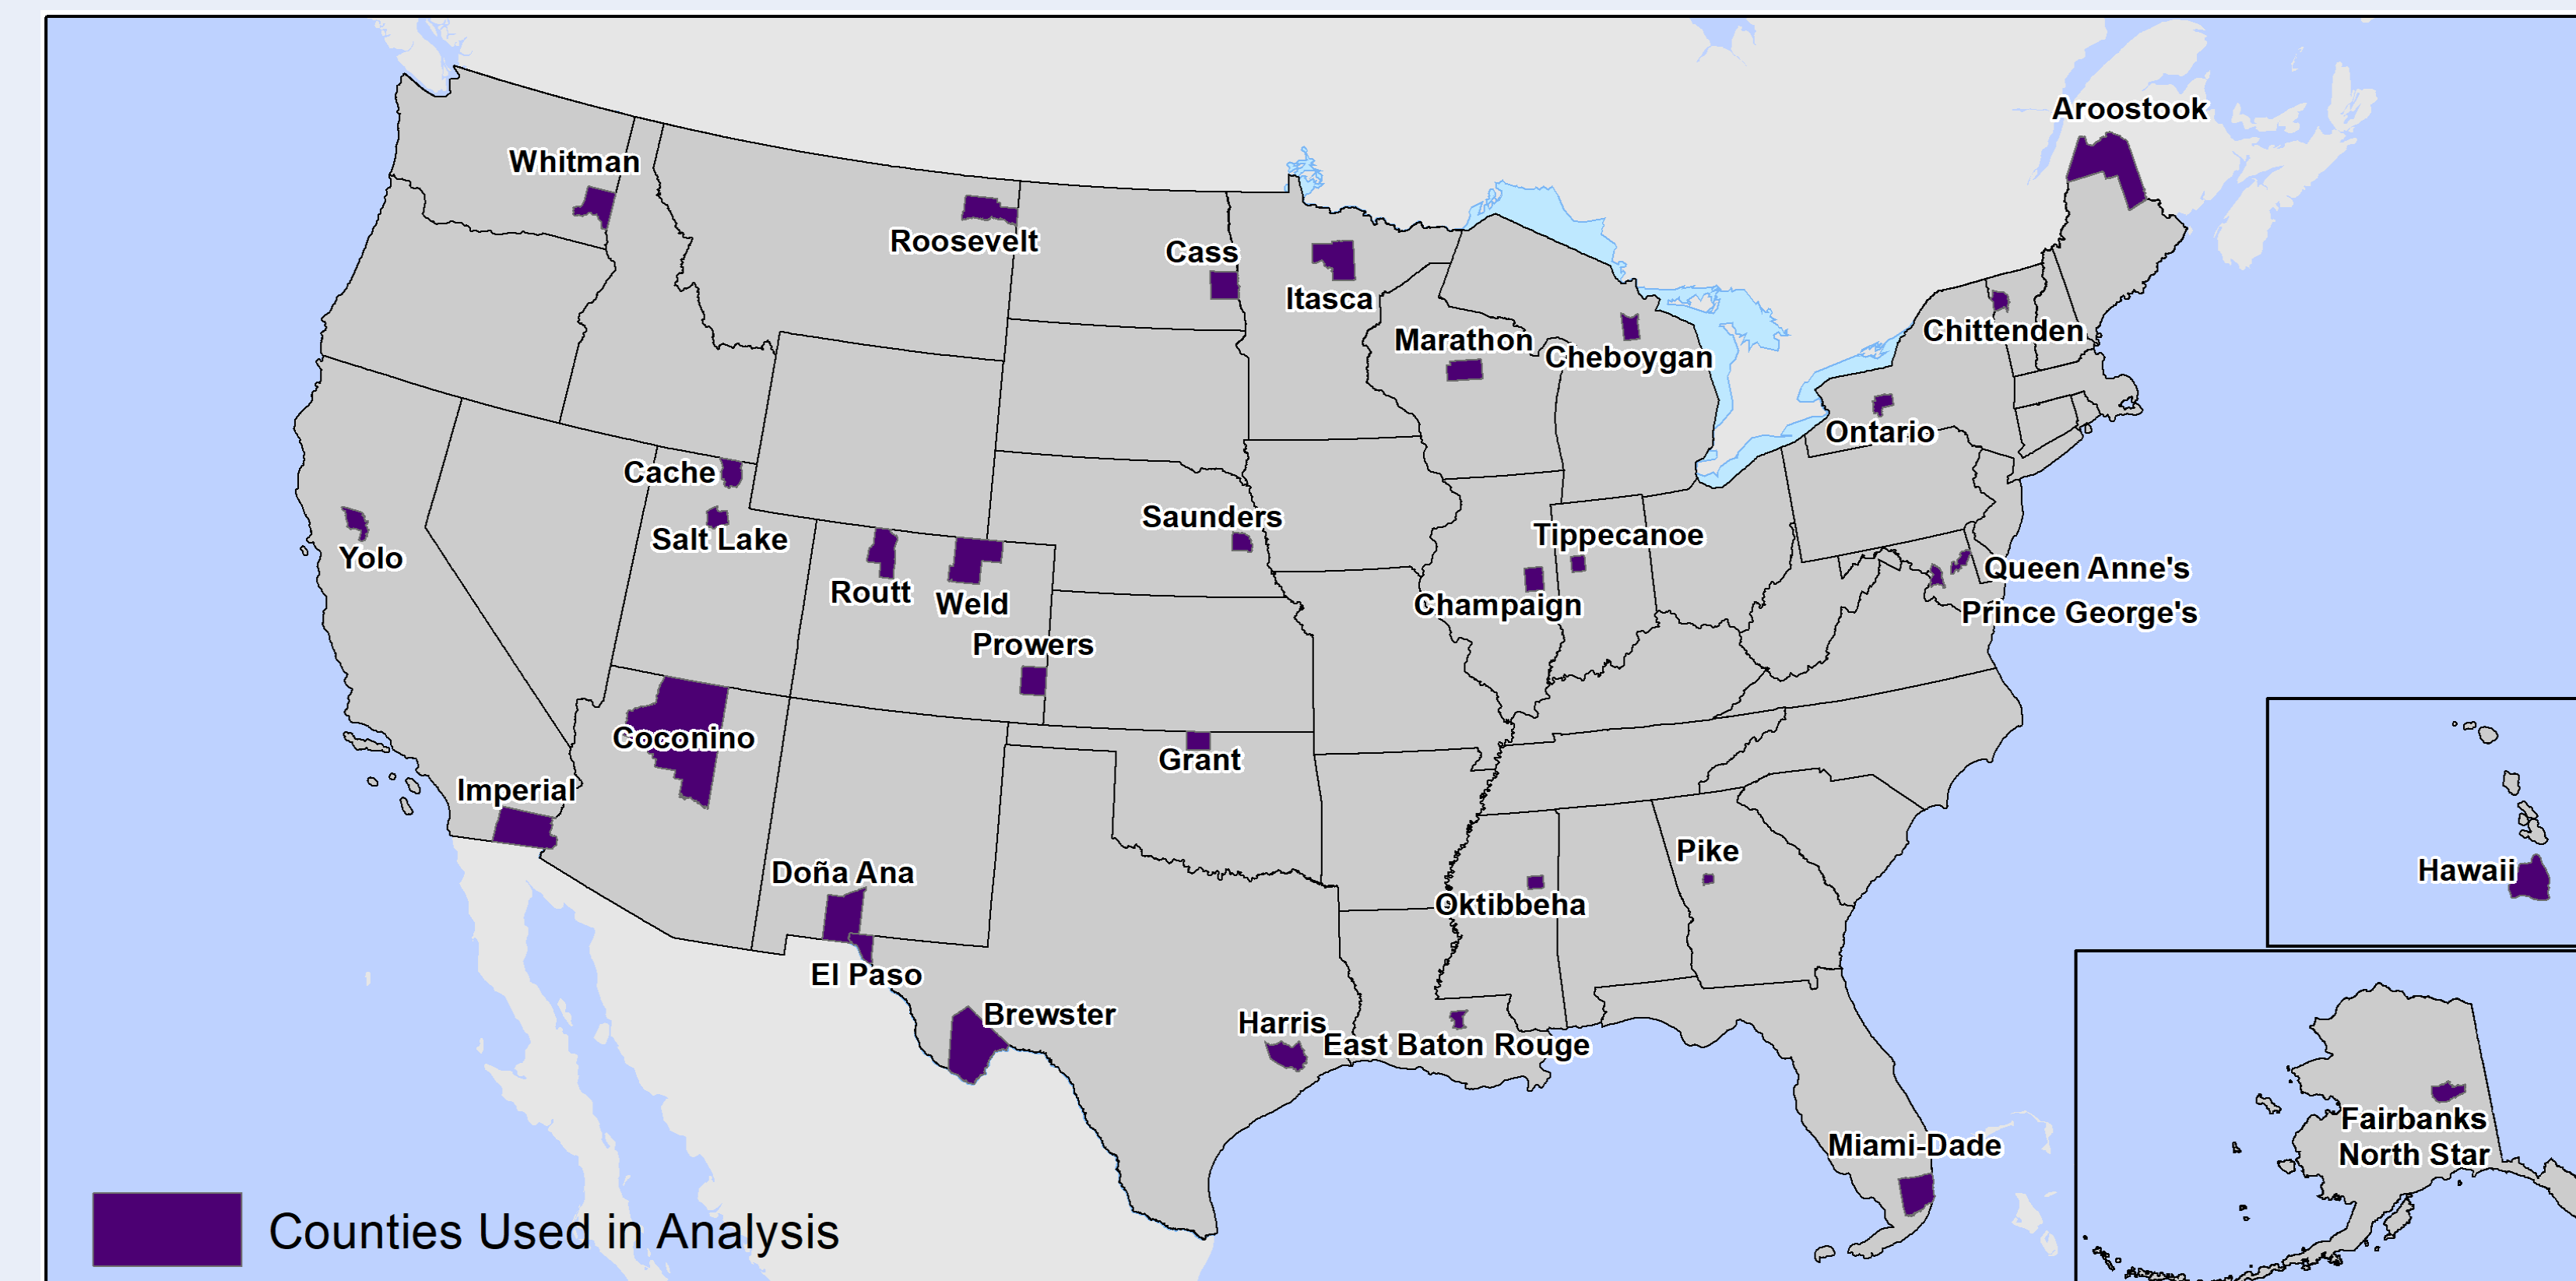 Aroostook
Whitman
Roosevelt
Cass
Itasca
Chittenden
Marathon
Cheboygan
Ontario
Cache
Saunders
Salt Lake
Tippecanoe
Yolo
Queen Anne's
Routt
Weld
Champaign
Prince George's
Prowers
Coconino
Grant
Imperial
Pike
Doña Ana
Hawaii
Oktibbeha
El Paso
Brewster
Harris
East Baton Rouge
Fairbanks
North Star
Miami-Dade
Counties Used in Analysis